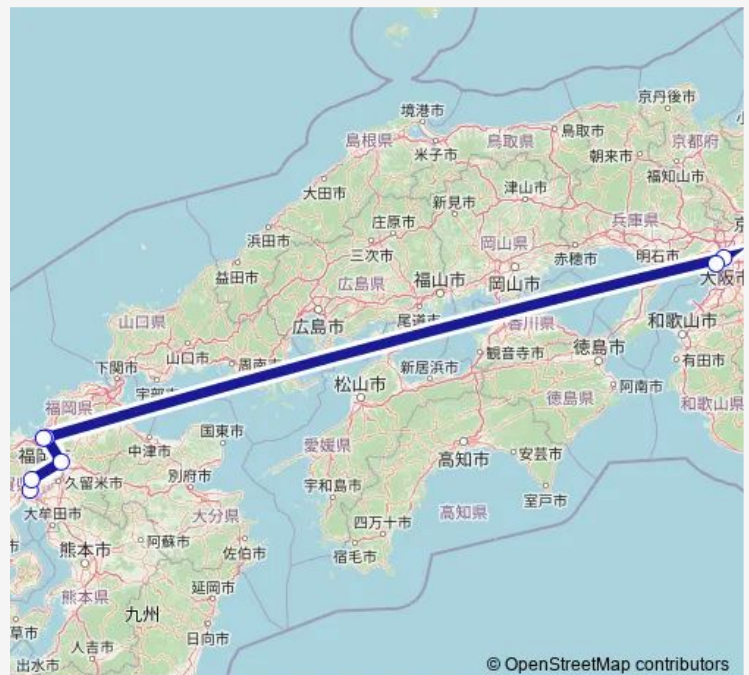 京丹後市
境港市
島根県
鳥取県
鳥取市
京都府
米子市
朝来市
福知山市
大田市
津山市
新見市
庄原市
兵庫県
浜田市
三次市
岡山県
赤穂市
明石市
益田市
広島県
福山市
岡山市
大阪市
山口県
広島市
尾道市
香川県
和歌山市
山口市
周南市
観音寺市
徳島市
有田市
下関市
宇部市
新居浜市
松山市
阿南市
福岡県
徳島県
和歌山県
国東市
中津市
愛媛県
高知市
安芸市
久留米市
別府市
宇和島市
室戸市
大牟田市
大分県
四万十市
高知県
熊本市
阿蘇市
佐伯市
宿毛市
延岡市
熊本県
九州
日向市
人吉市
出水市
© OpenStreetMap contributors